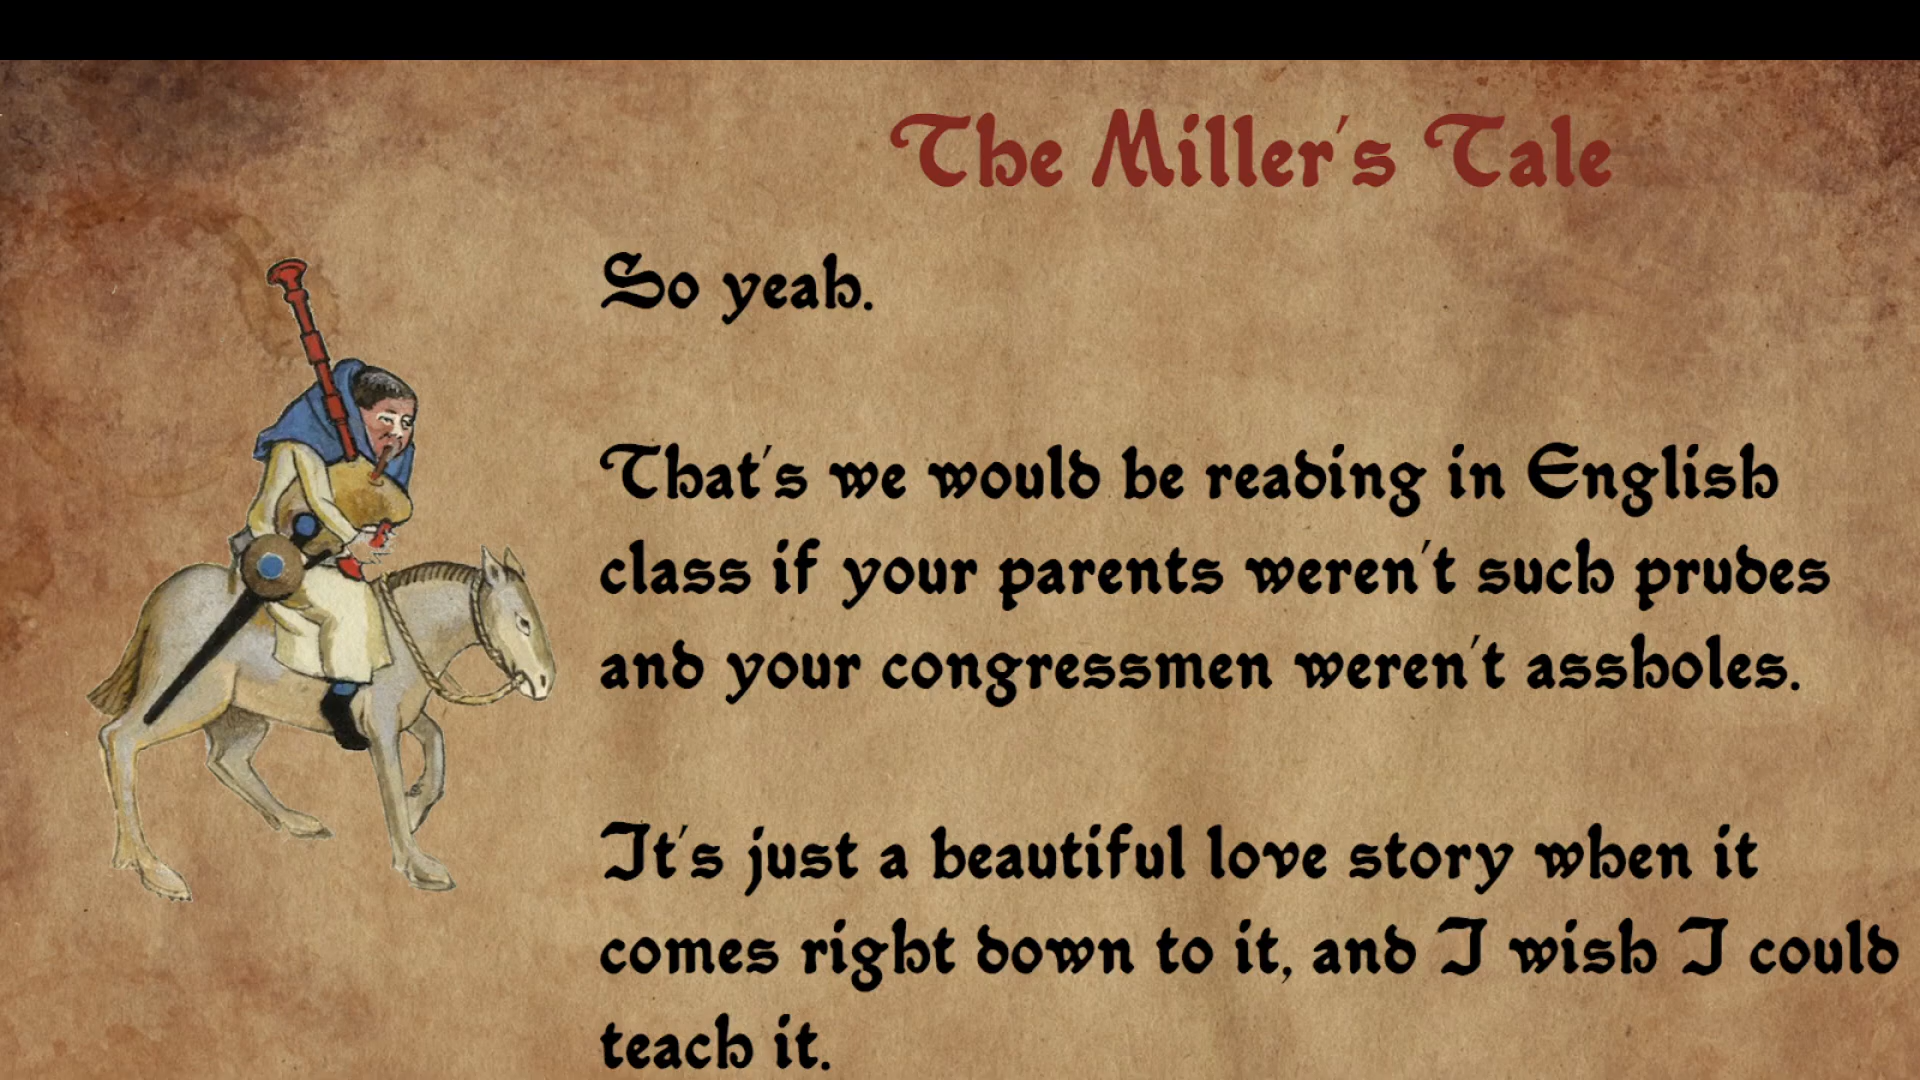 The Miller's Tale
So yeah.
That's we would be reading in English
class if your parents weren't such prudes
and your congressmen weren't assholes.
It's just a beautiful love story when it
comes right down to it, and I wish I could
teach it.